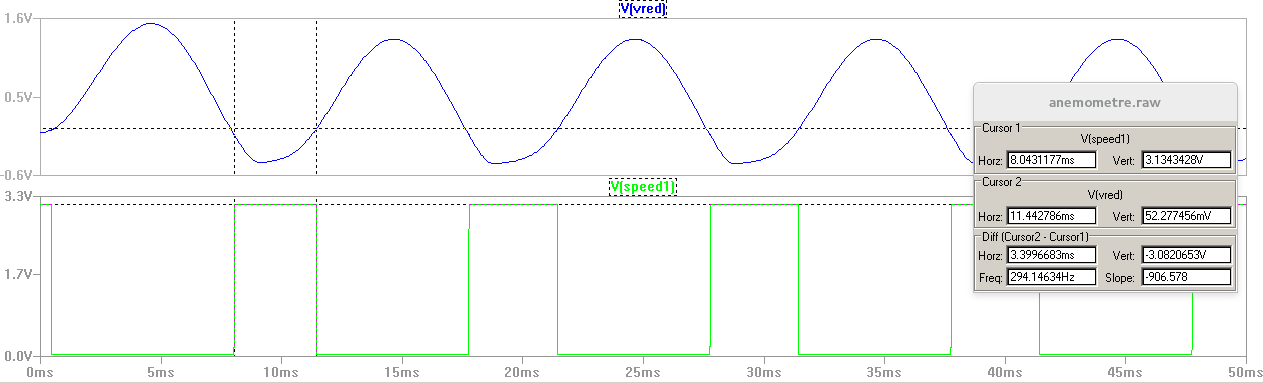 V(vred)
1.6V
0.5V
-0.6V
V(speed1)
3.3V
1.7V
0.0V
0ms 5ms 10ms 15ms 20ms 25ms 30ms 35ms 40ms 45ms 50ms
anemometre.raw
Cursor 1
V(speed1)
Horz: 8.0431177ms Vert: 3.1343428V
Cursor 2
V(vred)
Horz: 11.442786ms Vert: 52.277456mV
Diff (Cursor2 - Cursor1)
Horz: 3.3996683ms Vert: -3.0820653V
Freq: 294.14634Hz Slope: -906.578